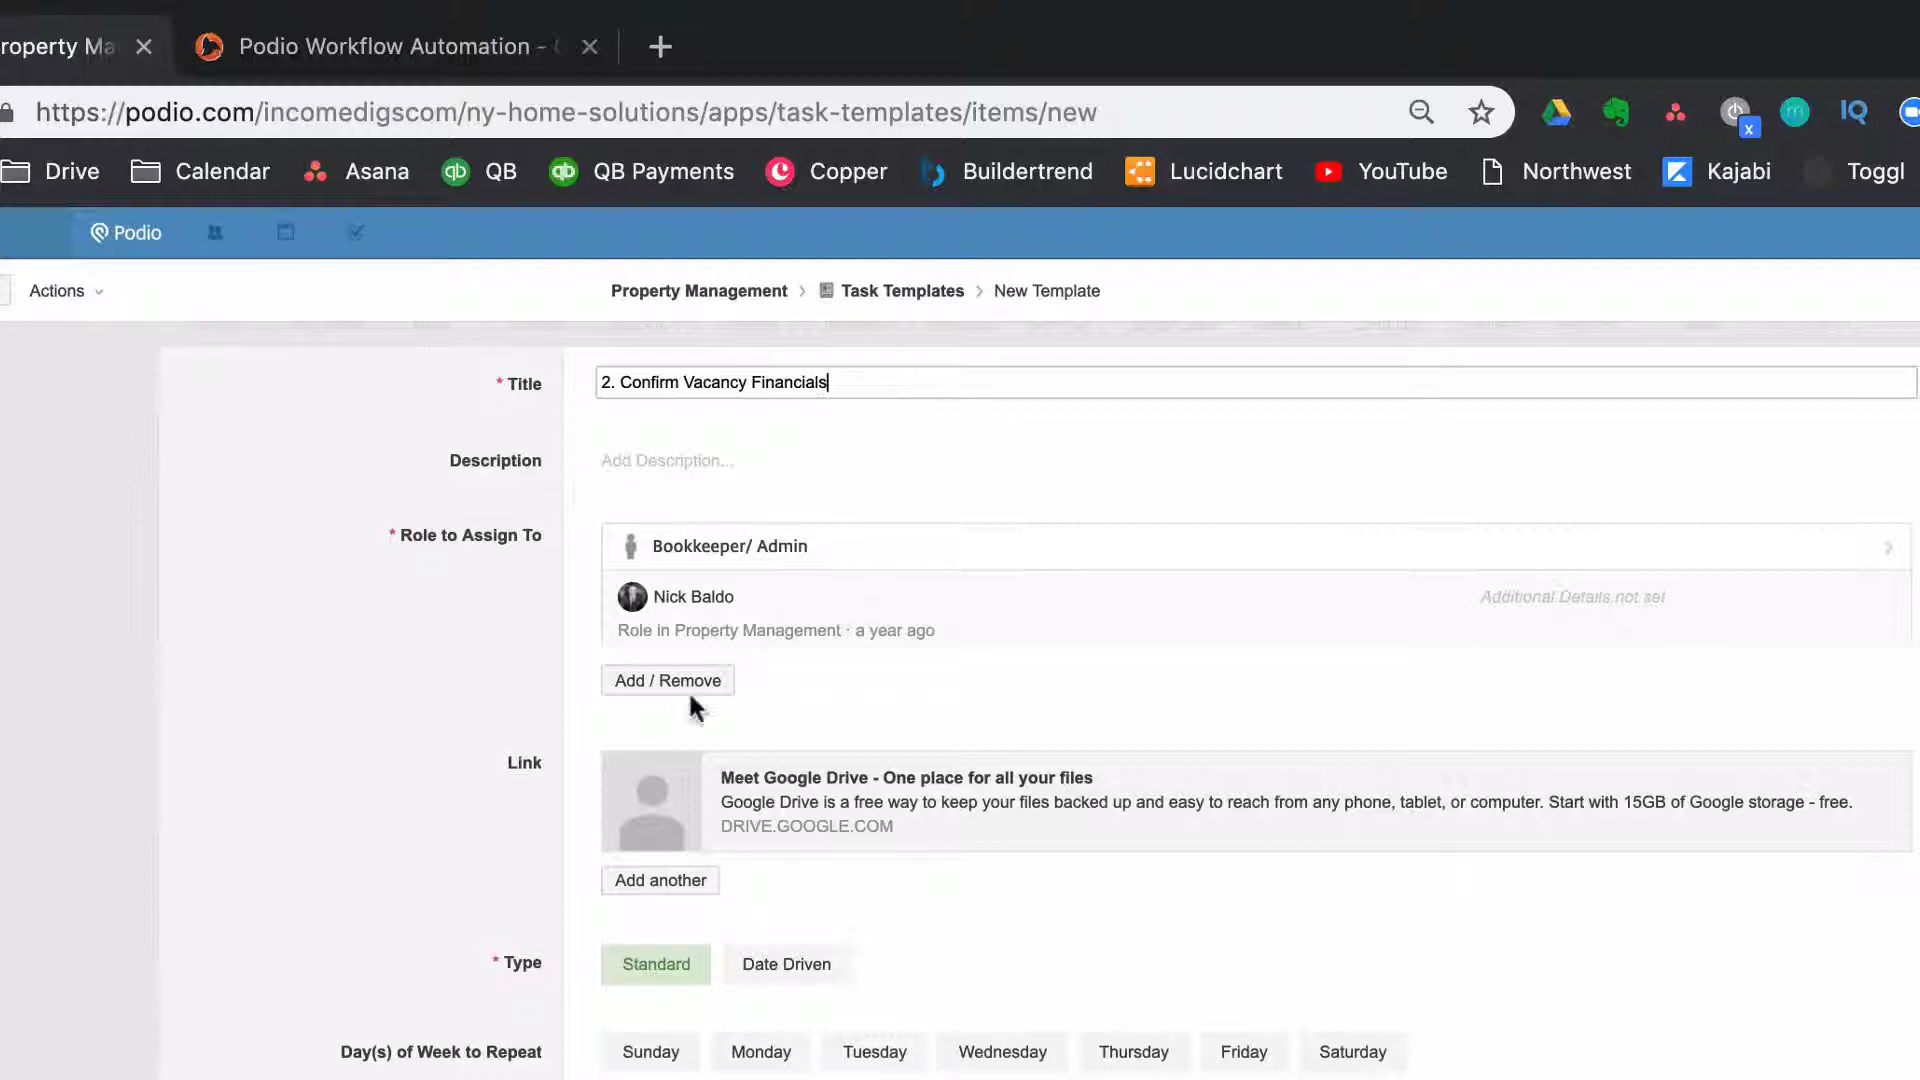 roperty Ma
Podio Workflow Automation -
https://podio.com/incomedigscom/ny-home-solutions/apps/task-templates/items/new
IQ
x
Drive Calendar Asana QB QB Payments Copper Buildertrend Lucidchart YouTube Northwest Kajabi Toggl
Podio
Actions
Property Management > Task Templates > New Template
* Title
2. Confirm Vacancy Financials
Description
Add Description...
* Role to Assign To
Bookkeeper/ Admin
Nick Baldo
Additional Details not set
Role in Property Management · a year ago
Add / Remove
Link
Meet Google Drive - One place for all your files
Google Drive is a free way to keep your files backed up and easy to reach from any phone, tablet, or computer. Start with 15GB of Google storage - free.
DRIVE.GOOGLE.COM
Add another
* Type
Standard Date Driven
Day(s) of Week to Repeat
Sunday Monday Tuesday Wednesday Thursday Friday Saturday